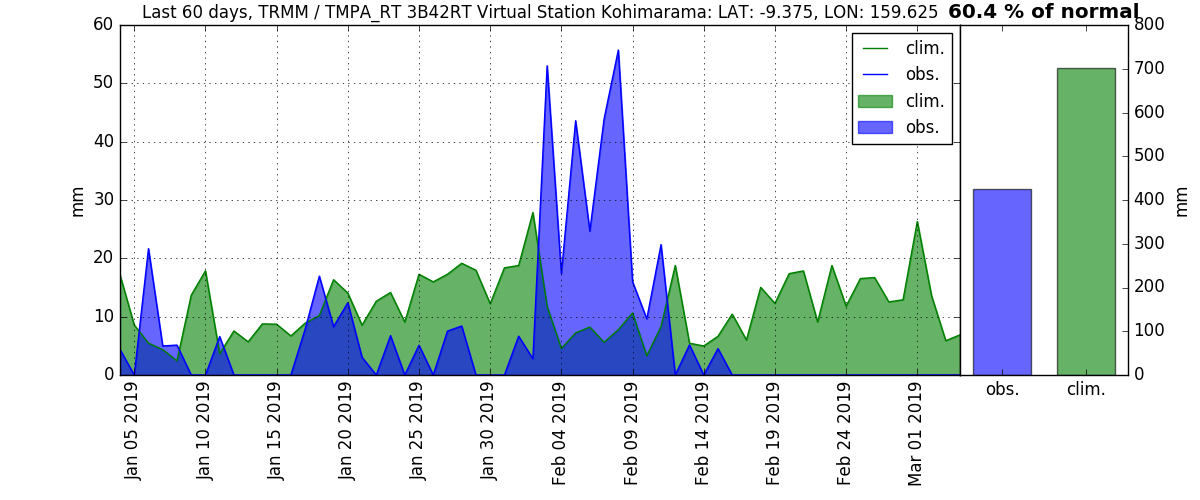 Last 60 days, TRMM / TMPA_RT 3B42RT Virtual Station Kohimarama: LAT: -9.375, LON: 159.625 60.4 % of normal
60
50
40
30
20
10
0
mm
clim.
obs.
clim.
obs.
800
700
600
500
400
300
200
100
0
mm
Jan 05 2019
Jan 10 2019
Jan 15 2019
Jan 20 2019
Jan 25 2019
Jan 30 2019
Feb 04 2019
Feb 09 2019
Feb 14 2019
Feb 19 2019
Feb 24 2019
Mar 01 2019
obs.
clim.